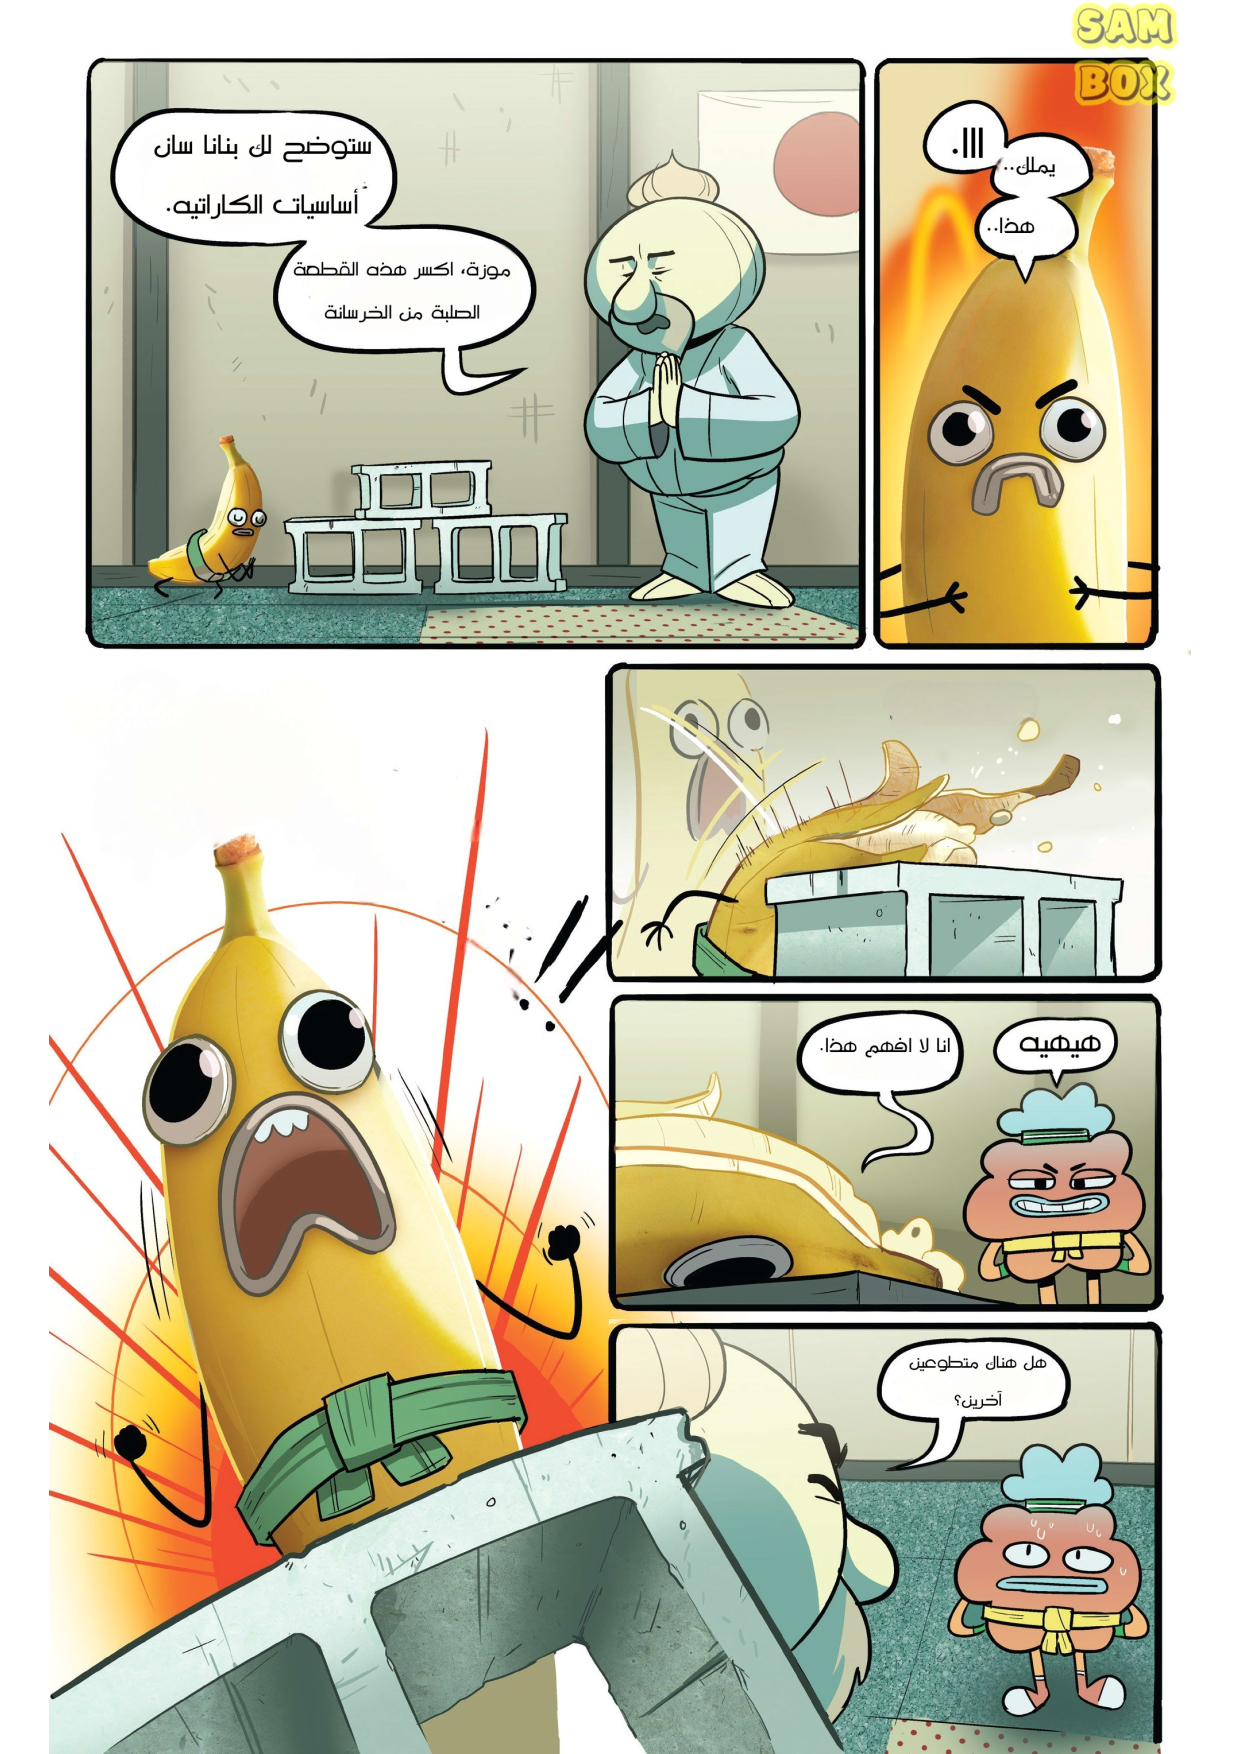 SAM
BOX
ستوضح لك بنانا سان
أساسيات الكاراتيه.
موزة، اكسر هذه القطعة
الصلبة من الخرسانة
ااا.
يملك..
هذا..
انا لا افهم هذا.
هيهيه
هل هناك متطوعين
آخرين؟